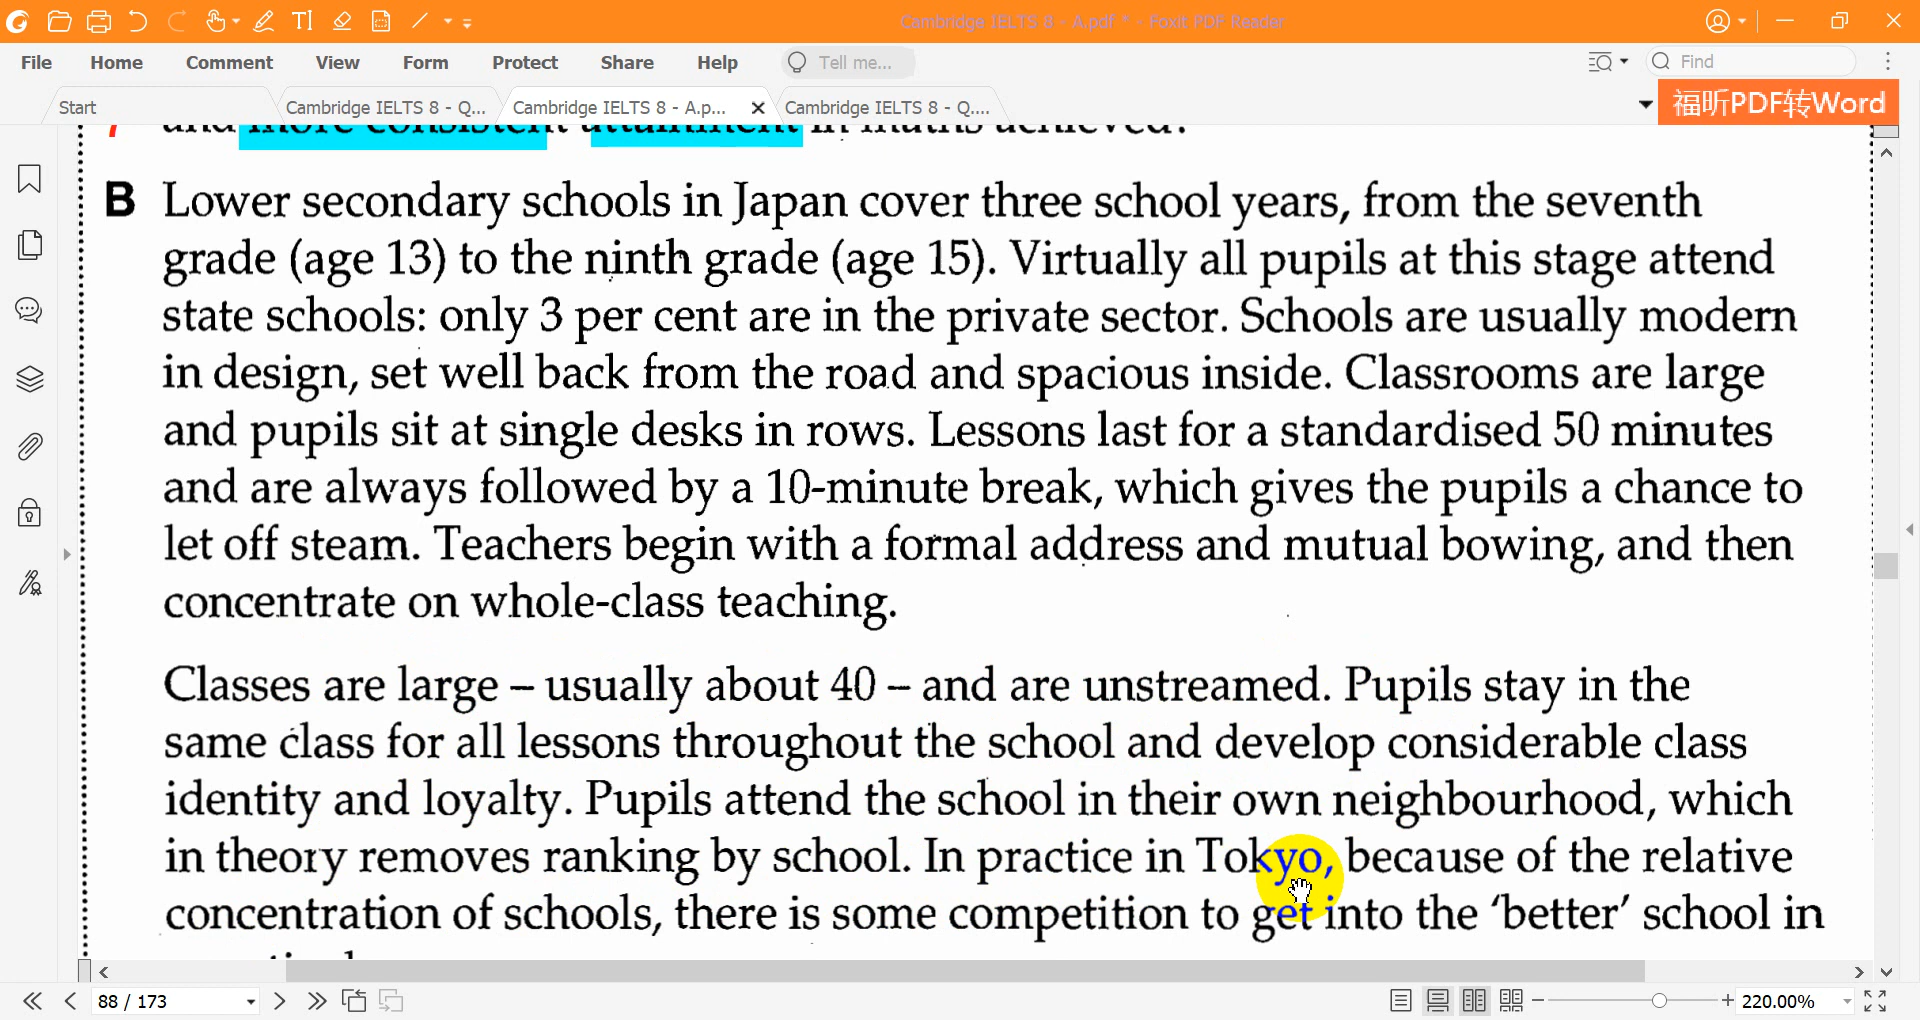 Cambridge IELTS 8 - A.pdf * - Foxit PDF Reader
File Home Comment View Form Protect Share Help Tell me... Find
Start Cambridge IELTS 8 - Q... Cambridge IELTS 8 - A.p... Cambridge IELTS 8 - Q.... 福昕PDF转Word
and more consistent attainment in maths achieved?
B Lower secondary schools in Japan cover three school years, from the seventh
grade (age 13) to the ninth grade (age 15). Virtually all pupils at this stage attend
state schools: only 3 per cent are in the private sector. Schools are usually modern
in design, set well back from the road and spacious inside. Classrooms are large
and pupils sit at single desks in rows. Lessons last for a standardised 50 minutes
and are always followed by a 10-minute break, which gives the pupils a chance to
let off steam. Teachers begin with a formal address and mutual bowing, and then
concentrate on whole-class teaching.
Classes are large – usually about 40 – and are unstreamed. Pupils stay in the
same class for all lessons throughout the school and develop considerable class
identity and loyalty. Pupils attend the school in their own neighbourhood, which
in theory removes ranking by school. In practice in Tokyo, because of the relative
concentration of schools, there is some competition to get into the 'better' school in
88 / 173 220.00%